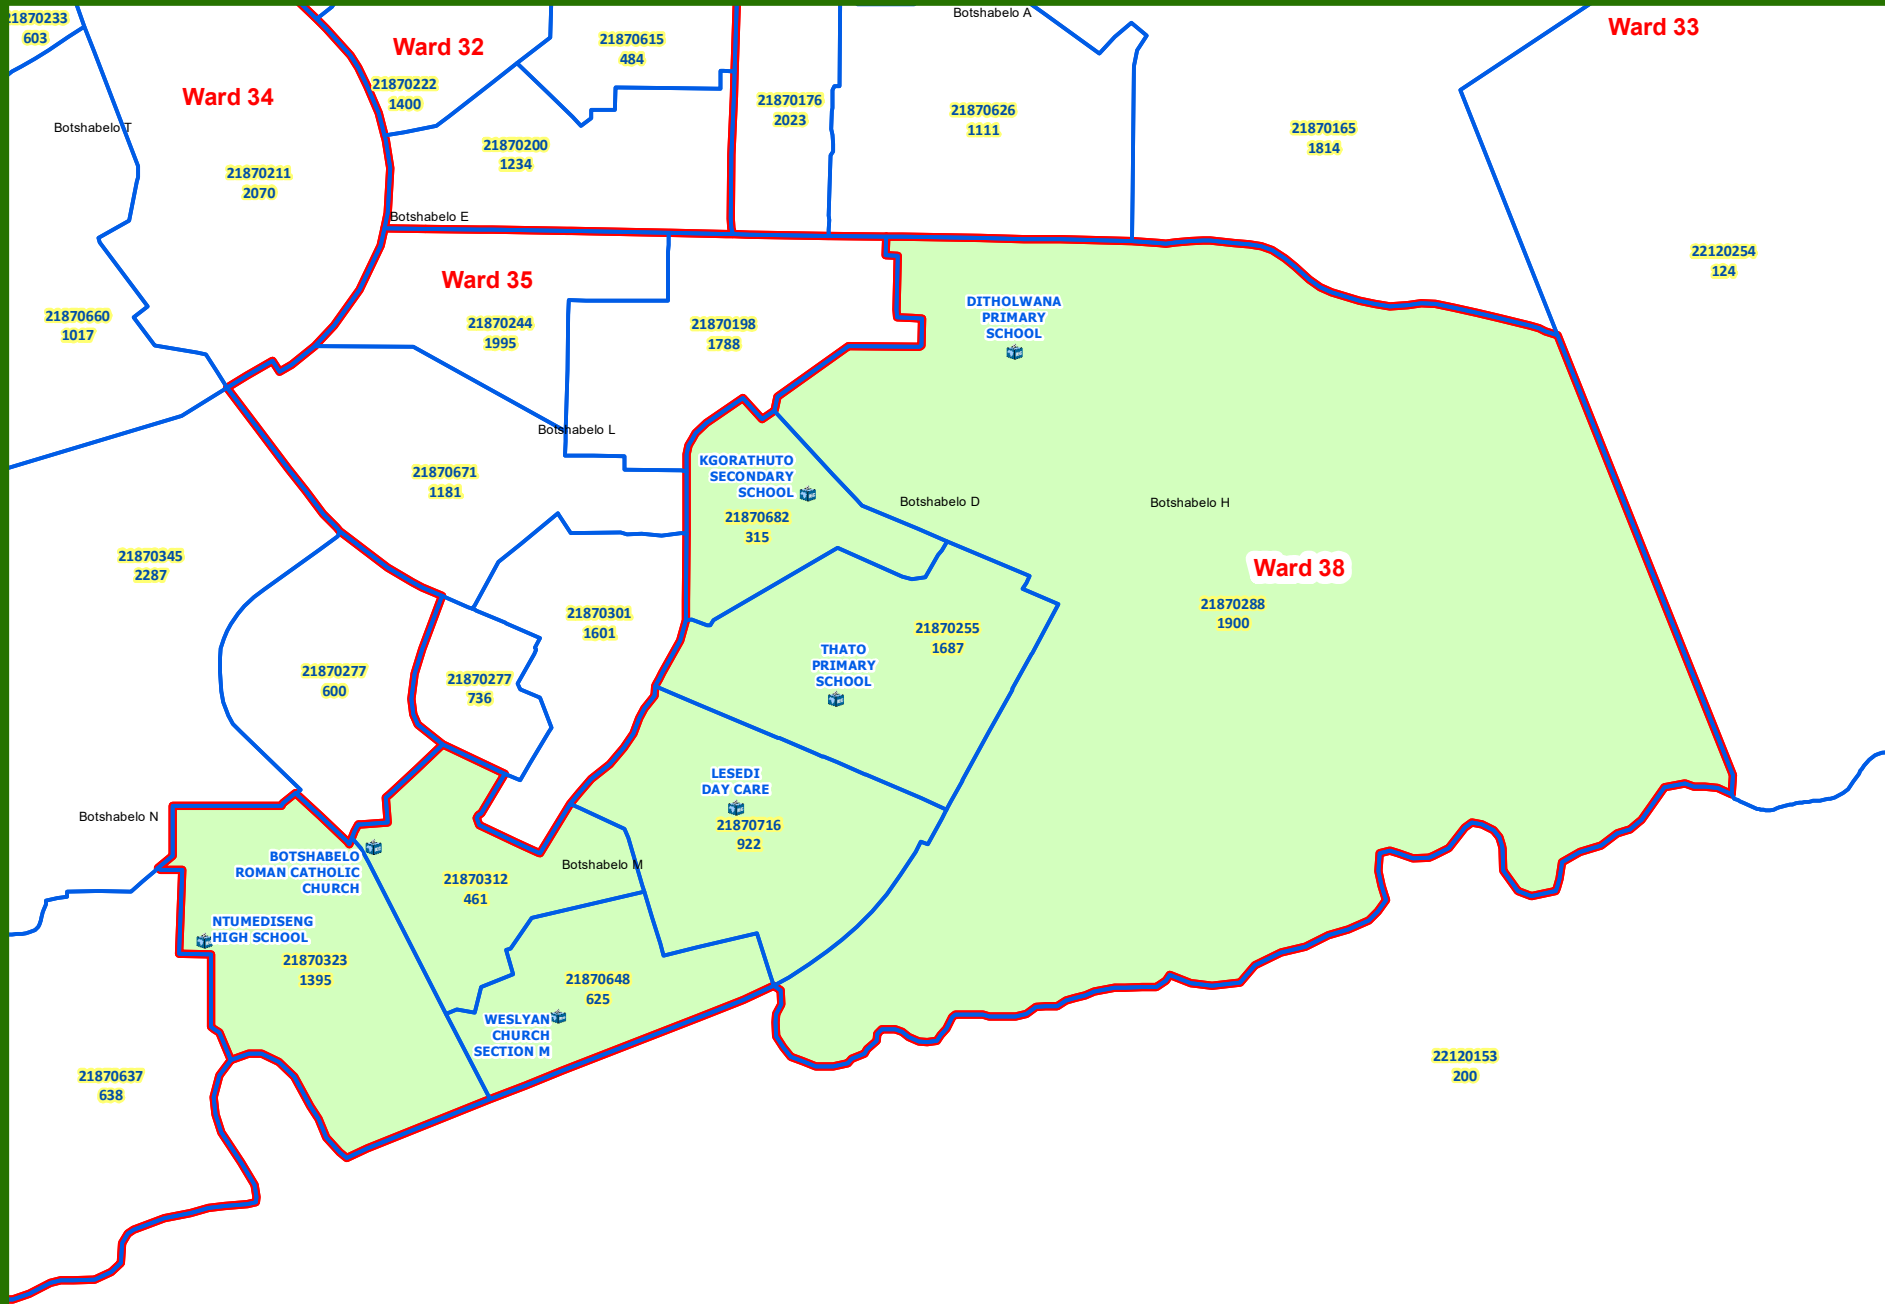 21870233
603
Ward 32
21870615
484
Botshabelo A
Ward 33
Ward 34
21870222
1400
21870176
2023
21870626
1111
21870165
1814
Botshabelo T
21870200
1234
21870211
2070
Botshabelo E
22120254
124
Ward 35
21870660
1017
21870244
1995
21870198
1788
DITHOLWANA
PRIMARY
SCHOOL
Botshabelo L
21870671
1181
KGORATHUTO
SECONDARY
SCHOOL
21870682
315
Botshabelo D
Botshabelo H
21870345
2287
Ward 38
21870288
1900
21870301
1601
21870255
1687
THATO
PRIMARY
SCHOOL
21870277
600
21870277
736
LESEDI
DAY CARE
21870716
922
Botshabelo N
BOTSHABELO
ROMAN CATHOLIC
CHURCH
Botshabelo M
21870312
461
NTUMEDISENG
HIGH SCHOOL
21870323
1395
21870648
625
WESLYAN
CHURCH
SECTION M
21870637
638
22120153
200